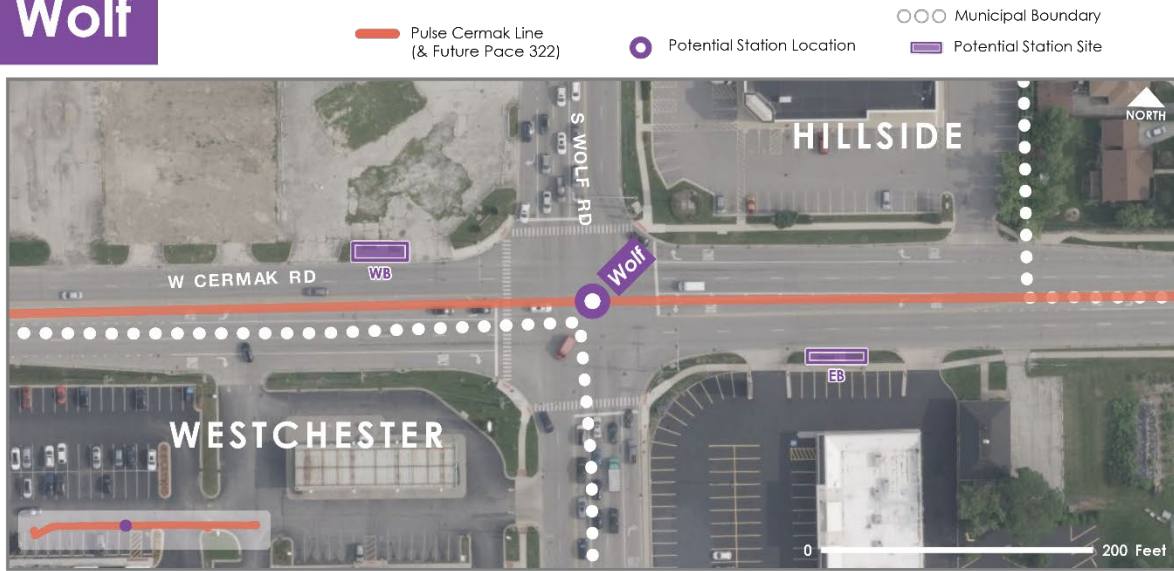 Wolf
Pulse Cermak Line
(& Future Pace 322)
Potential Station Location
Municipal Boundary
Potential Station Site
NORTH
HILLSIDE
S WOLF RD
Wolf
WB
W CERMAK RD
EB
WESTCHESTER
0 200 Feet